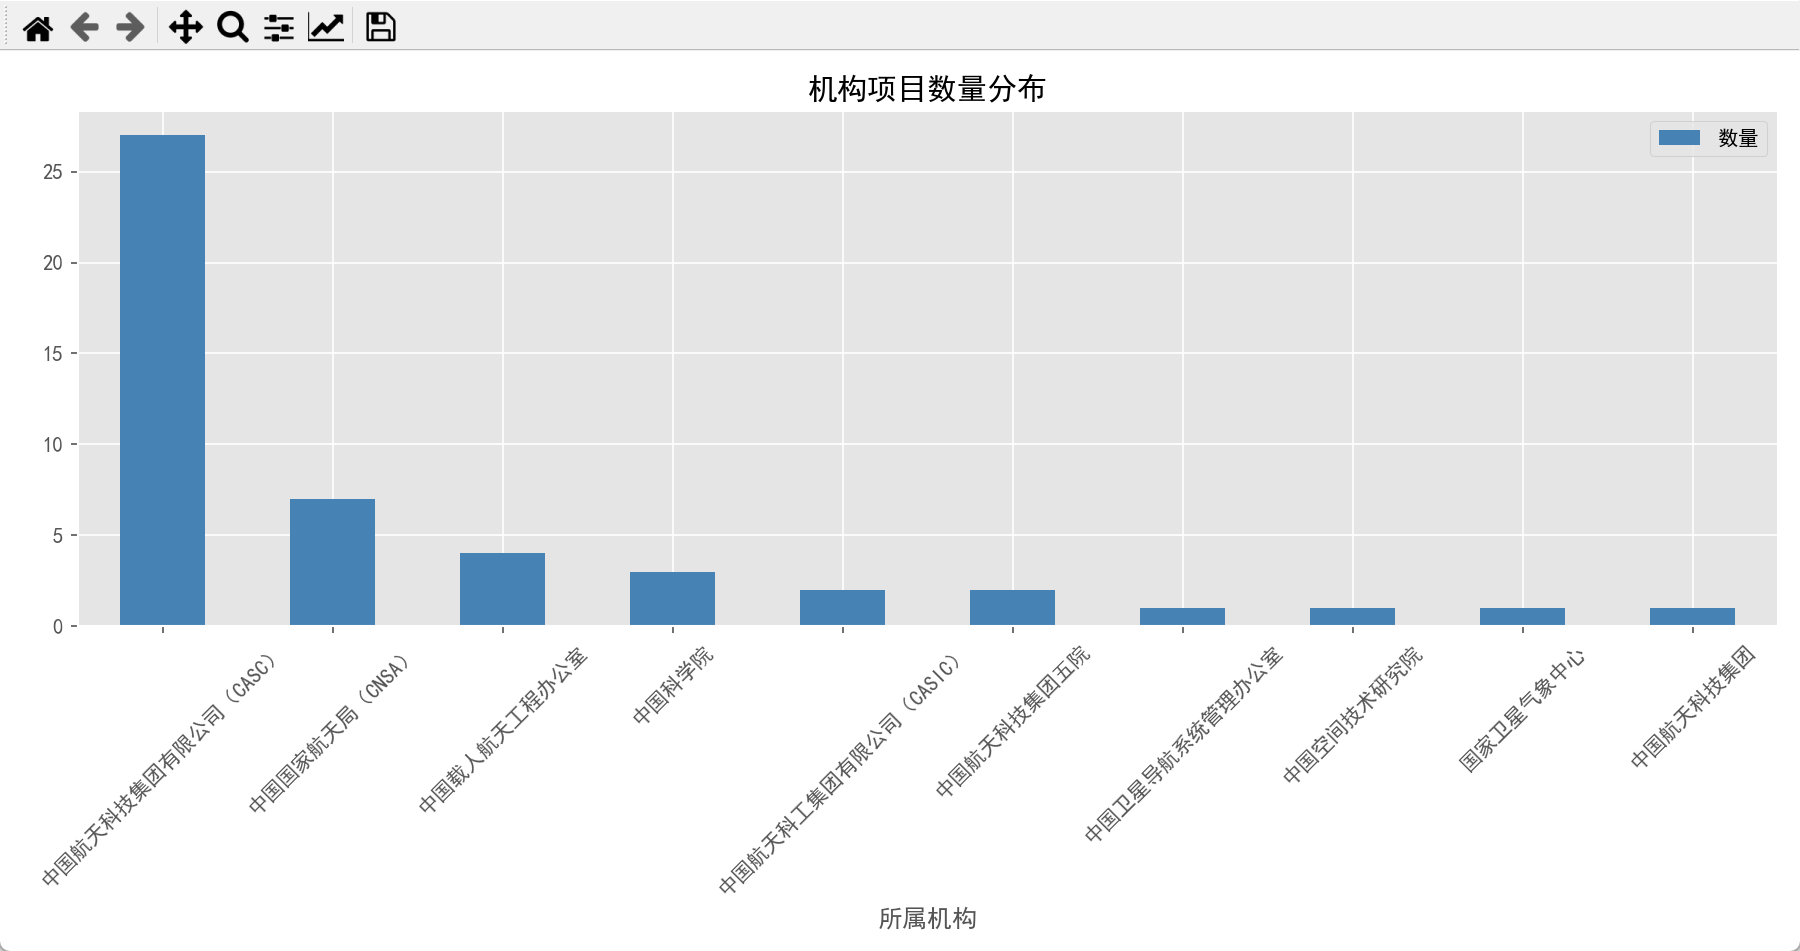 机构项目数量分布
数量
25
20
15
10
5
0
中国航天科技集团有限公司（CASC）
中国国家航天局（CNSA）
中国载人航天工程办公室
中国科学院
中国航天科工集团有限公司（CASIC）
中国航天科技集团五院
中国卫星导航系统管理办公室
中国空间技术研究院
国家卫星气象中心
中国航天科技集团
所属机构